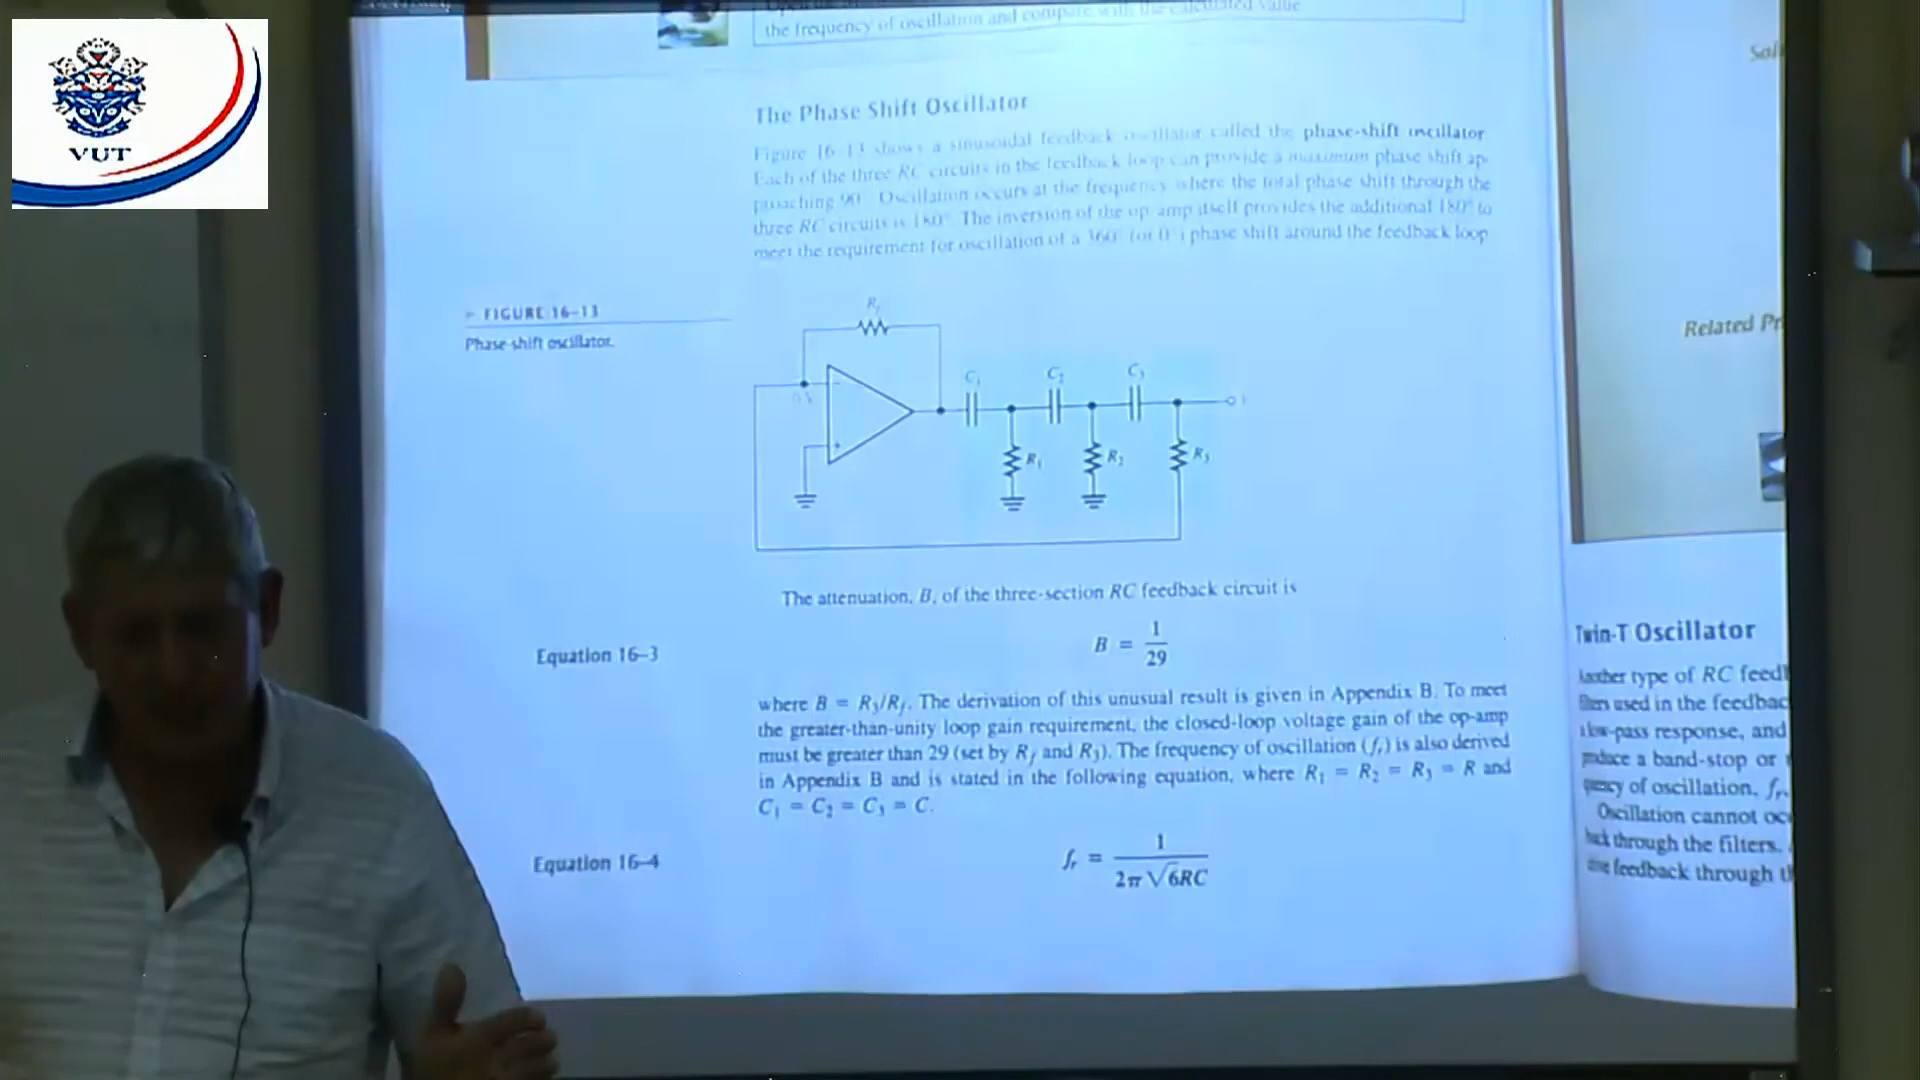 VUT
the frequency of oscillation and compare with the calculated value
The Phase Shift Oscillator
Figure 16-13 shows a sinusoidal feedback oscillator called the phase-shift oscillator
Each of the three RC circuits in the feedback loop can provide a maximum phase shift ap-
proaching 90° Oscillation occurs at the frequency where the total phase shift through the
three RC circuits is 180° The inversion of the op-amp itself provides the additional 180° to
meet the requirement for oscillation of a 360° (or 0°) phase shift around the feedback loop
FIGURE 16-13
Phase-shift oscillator.
Rf
C1 C2 C3
0 V
- +
R1 R2 R3
The attenuation, B, of the three-section RC feedback circuit is
Equation 16–3 B = 1/29
where B = R3/Rf. The derivation of this unusual result is given in Appendix B. To meet
the greater-than-unity loop gain requirement, the closed-loop voltage gain of the op-amp
must be greater than 29 (set by Rf and R3). The frequency of oscillation (fr) is also derived
in Appendix B and is stated in the following equation, where R1 = R2 = R3 = R and
C1 = C2 = C3 = C.
Equation 16–4 fr = 1/2π√6RC
Related Pr
Twin-T Oscillator
Another type of RC feed
filters used in the feedbac
a low-pass response, and
produce a band-stop or
quency of oscillation, fr.
Oscillation cannot oc
back through the filters.
feedback through t